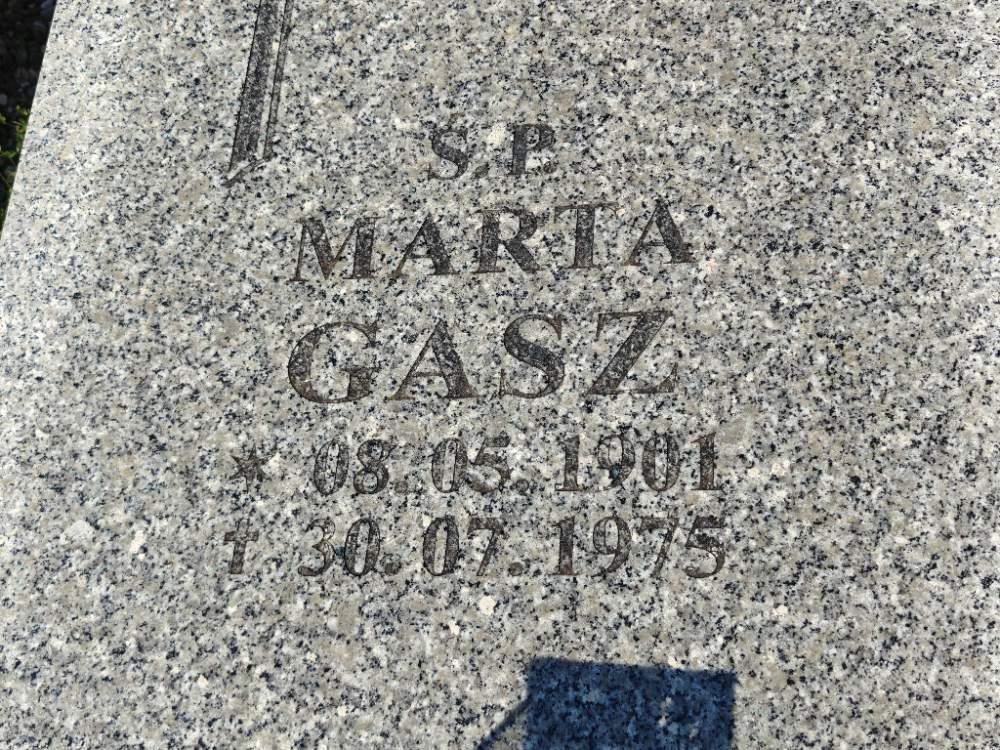 Ś.P.
MARTA
GASZ
* 08.05.1901
† 30.07.1975